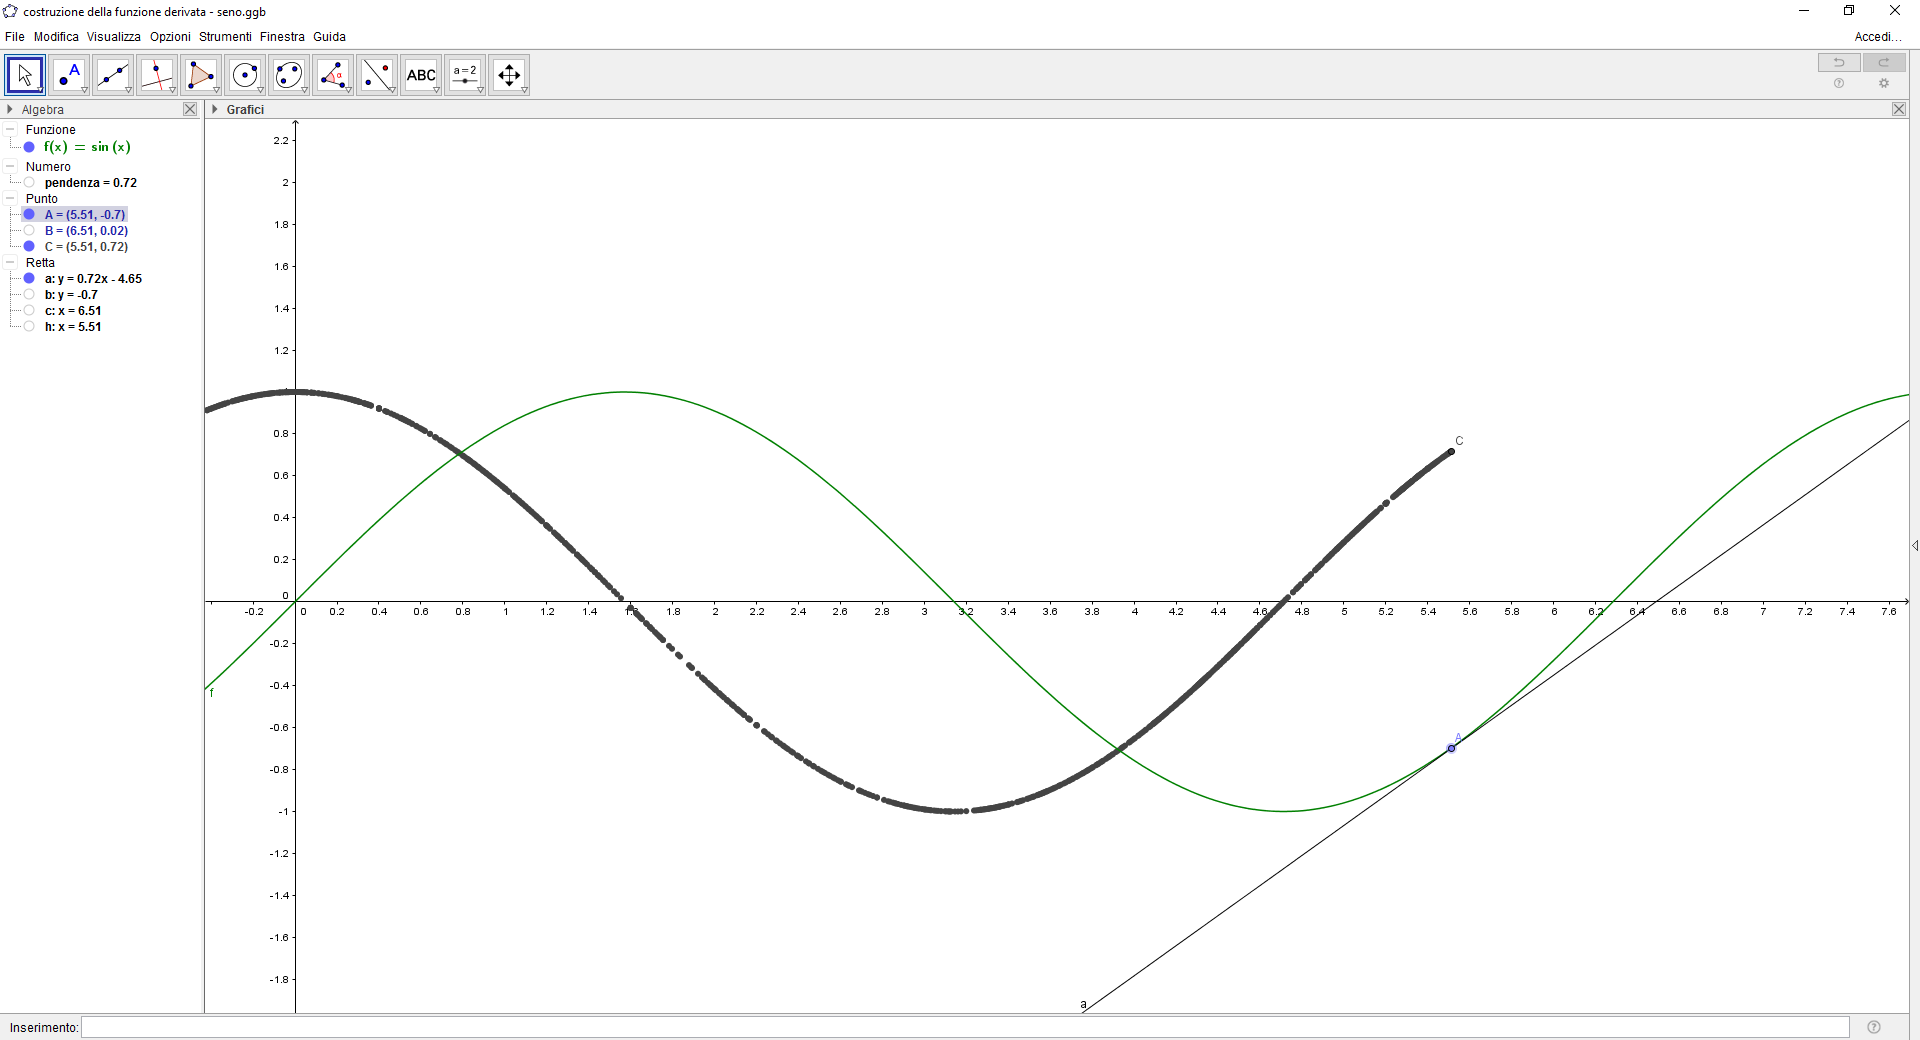 costruzione della funzione derivata - seno.ggb
File Modifica Visualizza Opzioni Strumenti Finestra Guida
Accedi...
A
α
ABC
a=2
Algebra
Grafici
Funzione
f(x) = sin (x)
Numero
pendenza = 0.72
Punto
A = (5.51, -0.7)
B = (6.51, 0.02)
C = (5.51, 0.72)
Retta
a: y = 0.72x - 4.65
b: y = -0.7
c: x = 6.51
h: x = 5.51
2.2
2
1.8
1.6
1.4
1.2
0.8
C
0.6
0.4
0.2
0
-0.2 0 0.2 0.4 0.6 0.8 1 1.2 1.4 1.6 1.8 2 2.2 2.4 2.6 2.8 3 3.2 3.4 3.6 3.8 4 4.2 4.4 4.6 4.8 5 5.2 5.4 5.6 5.8 6 6.2 6.4 6.6 6.8 7 7.2 7.4 7.6
-0.2
-0.4
f
-0.6
A
-0.8
-1
-1.2
-1.4
-1.6
-1.8
a
Inserimento: